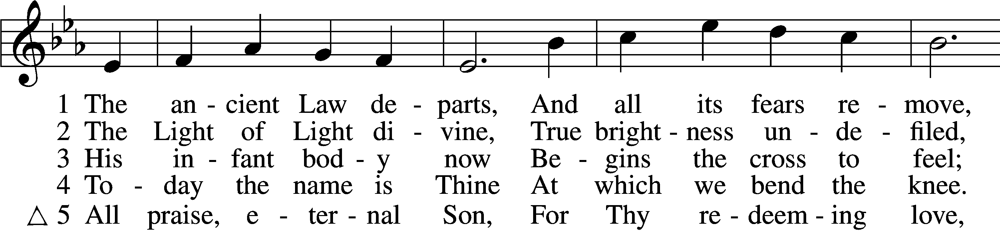 1 The an - cient Law de - parts, And all its fears re - move,
2 The Light of Light di - vine, True bright - ness un - de - filed,
3 His in - fant bod - y now Be - gins the cross to feel;
4 To - day the name is Thine At which we bend the knee.
△ 5 All praise, e - ter - nal Son, For Thy re - deem - ing love,